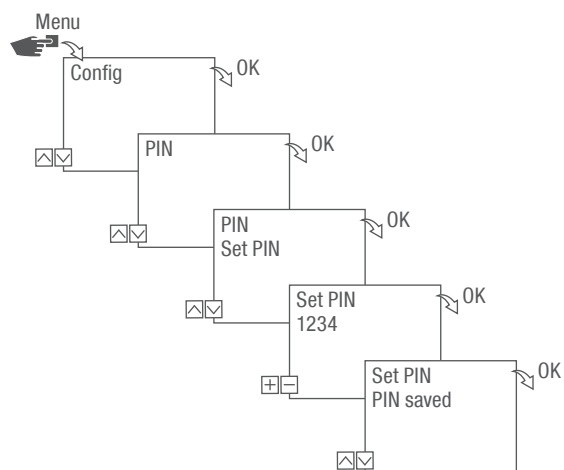 Menu
Config
OK
PIN
OK
PIN
Set PIN
OK
Set PIN
1234
OK
Set PIN
PIN saved
OK